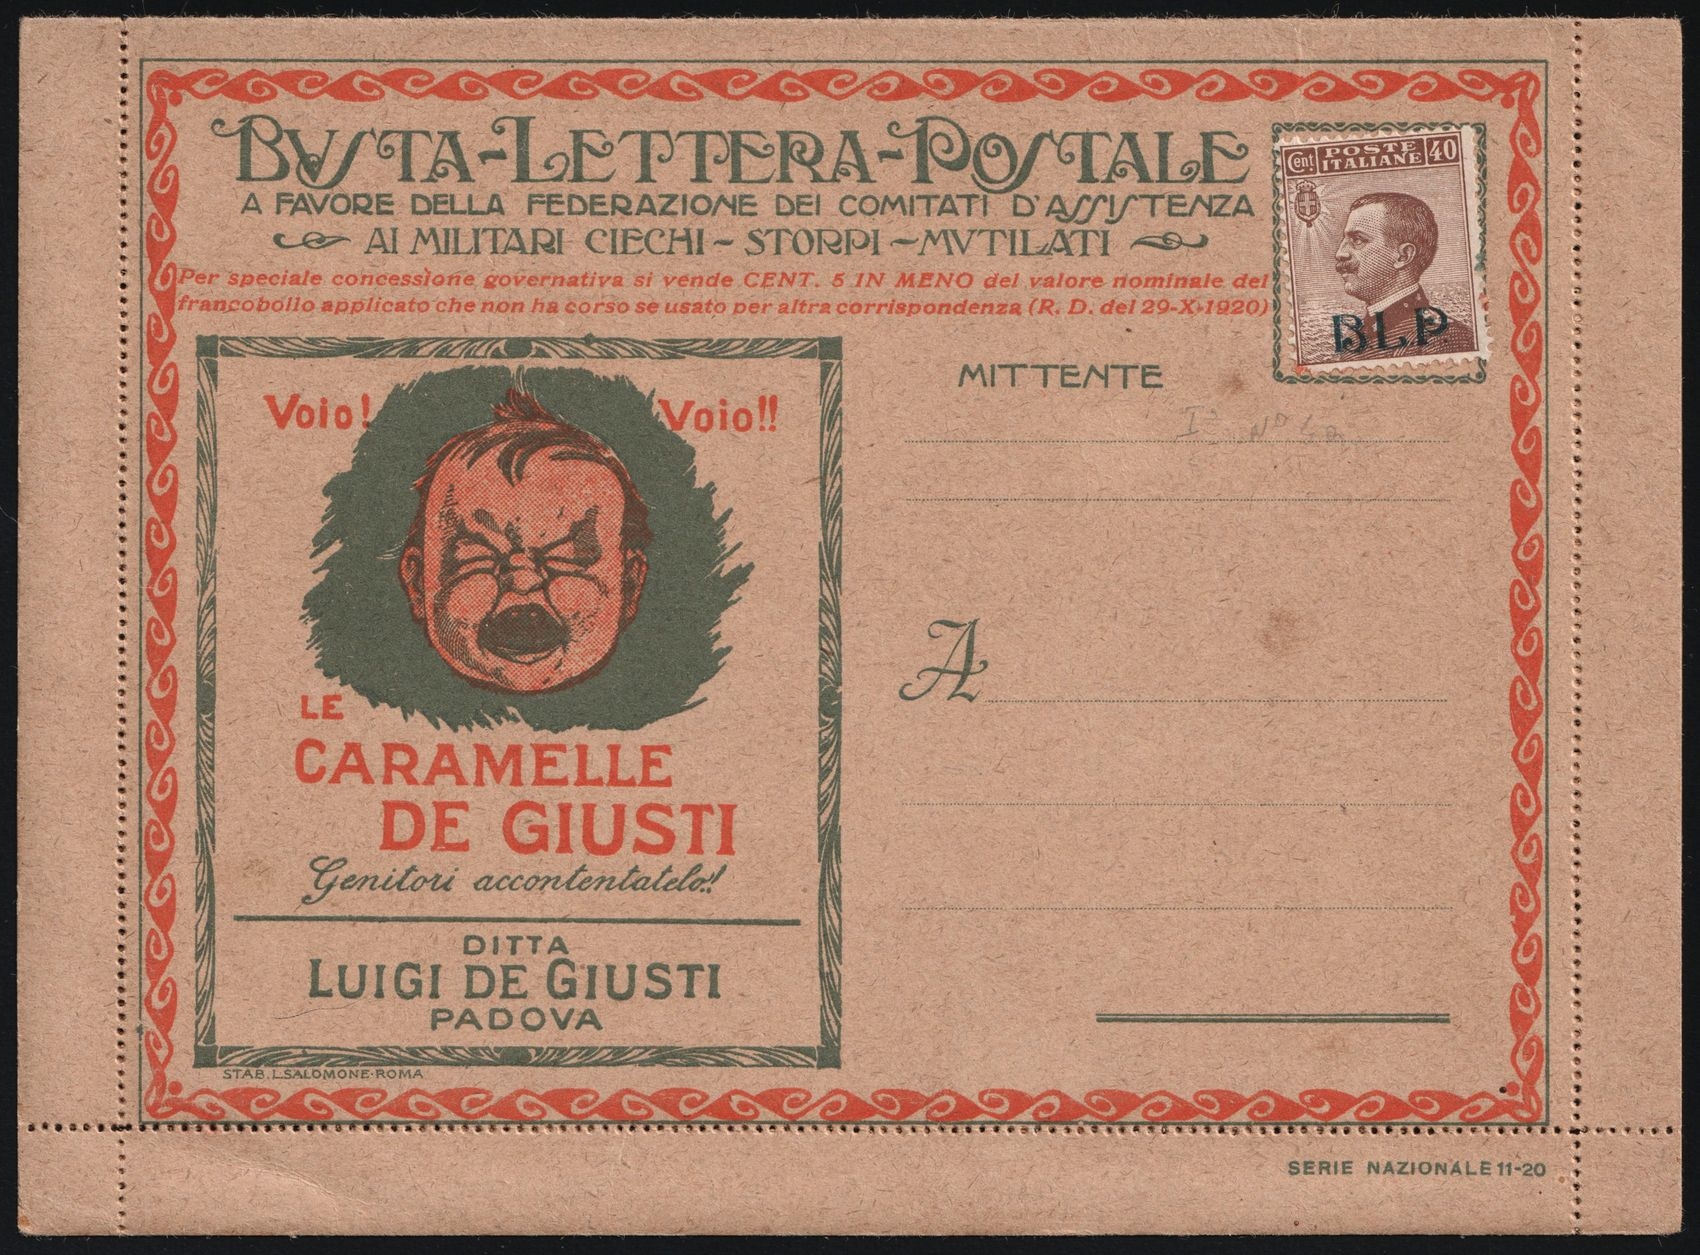 BUSTA-LETTERA-POSTALE
A FAVORE DELLA FEDERAZIONE DEI COMITATI D'ASSISTENZA
AI MILITARI CIECHI - STORPI - MVTILATI
Per speciale concessione governativa si vende CENT. 5 IN MENO del valore nominale del
francobollo applicato che non ha corso se usato per altra corrispondenza (R. D. del 29-X-1920)
Cent. POSTE ITALIANE 40
B.L.P.
MITTENTE
Voio! Voio!!
A
LE
CARAMELLE
DE GIUSTI
Genitori accontentatelo!!
DITTA
LUIGI DE GIUSTI
PADOVA
STAB. L. SALOMONE-ROMA
SERIE NAZIONALE 11-20